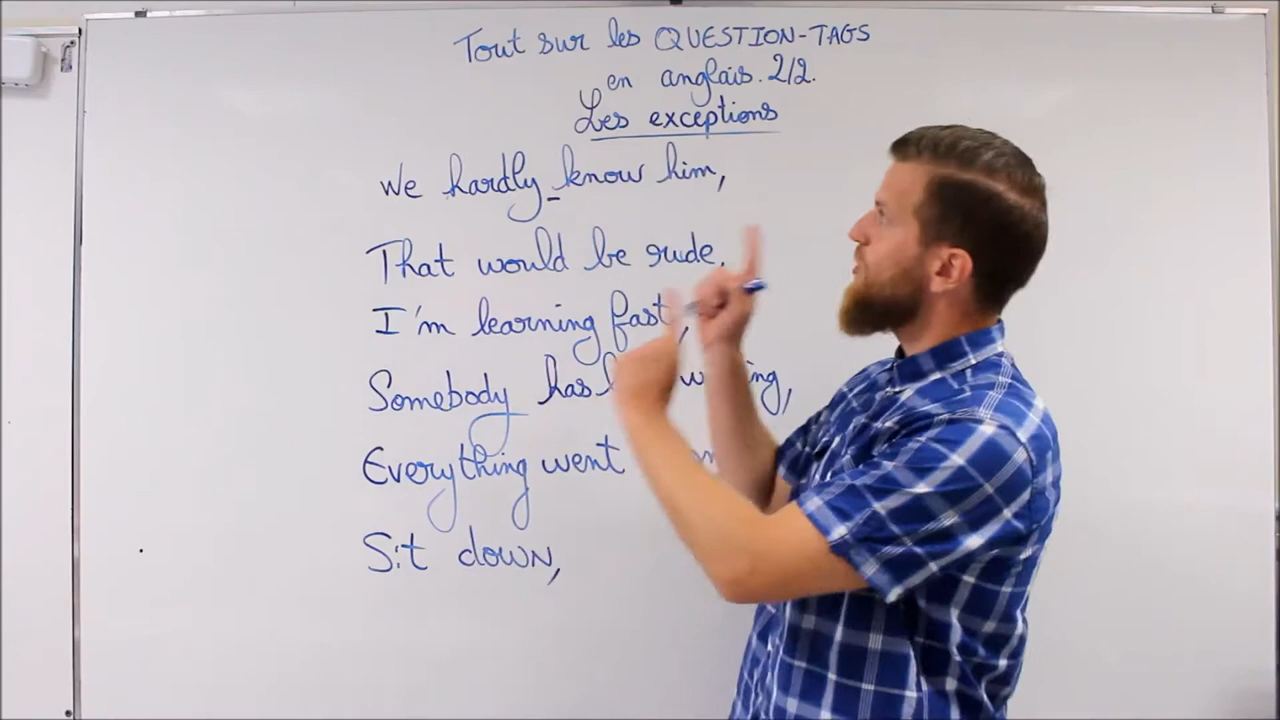 Tout sur les QUESTION-TAGS
en anglais. 2/2.
Les exceptions
We hardly know him,
That would be rude,
I'm learning fast,
Somebody has
Everything went
Sit down,